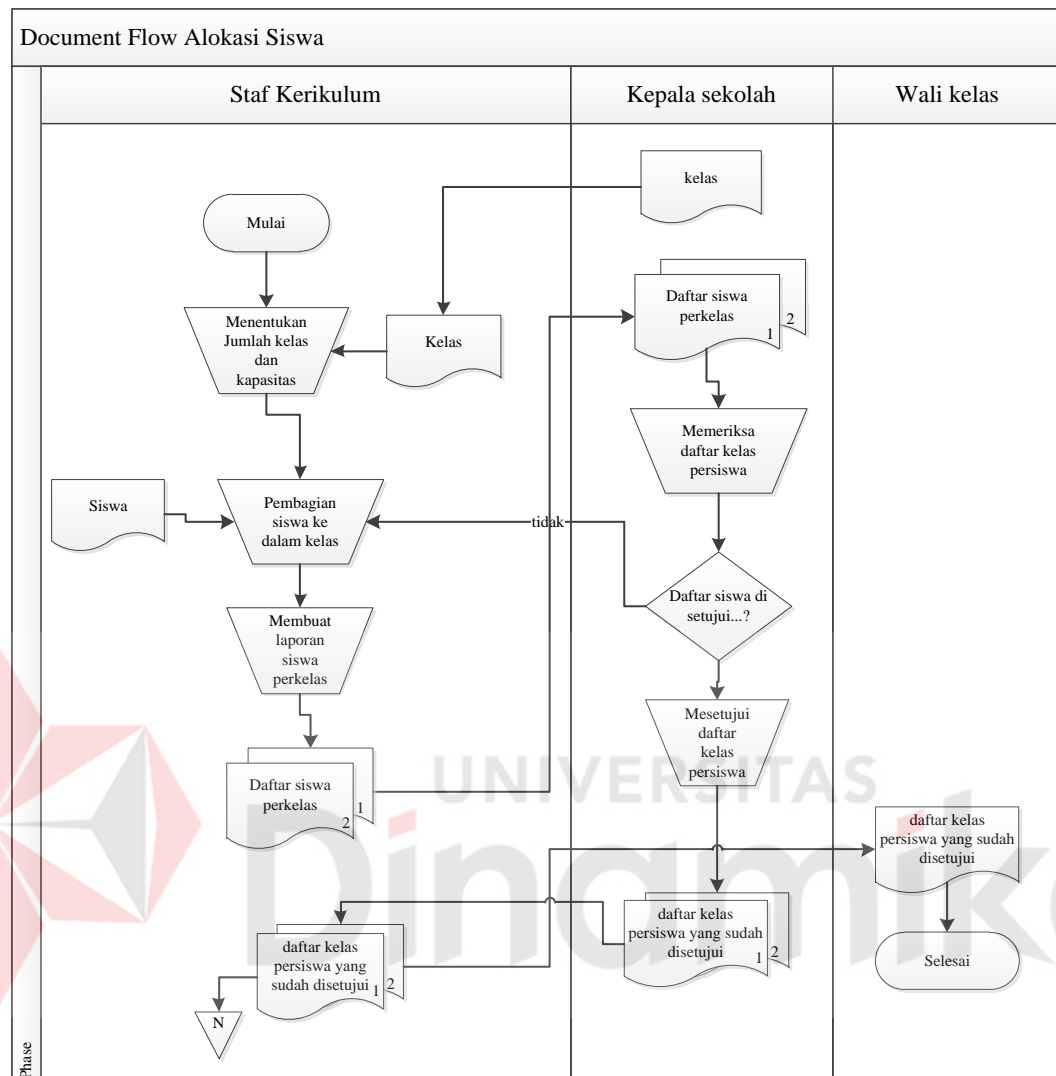 Document Flow Alokasi Siswa
Staf Kerikulum
Kepala sekolah
Wali kelas
kelas
Mulai
Daftar siswa
perkelas
1
2
Menentukan
Jumlah kelas
dan
kapasitas
Kelas
Memeriksa
daftar kelas
persiswa
Siswa
Pembagian
siswa ke
dalam kelas
tidak
Daftar siswa di
setujui...?
Membuat
laporan
siswa
perkelas
Mesetujui
daftar
kelas
persiswa
Daftar siswa
perkelas
1
2
daftar kelas
persiswa yang sudah
disetujui
daftar kelas
persiswa yang sudah
disetujui
1
2
daftar kelas
persiswa yang
sudah disetujui
1
2
Selesai
N
Phase
UNIVERSITAS
Dinamika